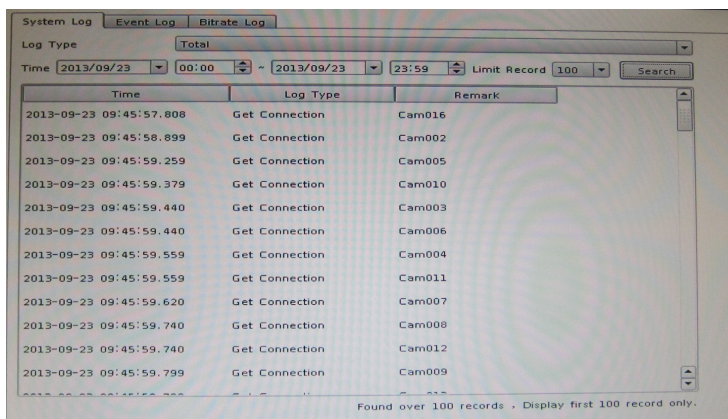 System Log Event Log Bitrate Log
Log Type Total
Time 2013/09/23 00:00 ~ 2013/09/23 23:59 Limit Record 100 Search
Time Log Type Remark
2013-09-23 09:45:57.808 Get Connection Cam016
2013-09-23 09:45:58.899 Get Connection Cam002
2013-09-23 09:45:59.259 Get Connection Cam005
2013-09-23 09:45:59.379 Get Connection Cam010
2013-09-23 09:45:59.440 Get Connection Cam003
2013-09-23 09:45:59.440 Get Connection Cam006
2013-09-23 09:45:59.559 Get Connection Cam004
2013-09-23 09:45:59.559 Get Connection Cam011
2013-09-23 09:45:59.620 Get Connection Cam007
2013-09-23 09:45:59.740 Get Connection Cam008
2013-09-23 09:45:59.740 Get Connection Cam012
2013-09-23 09:45:59.799 Get Connection Cam009
Found over 100 records , Display first 100 record only.